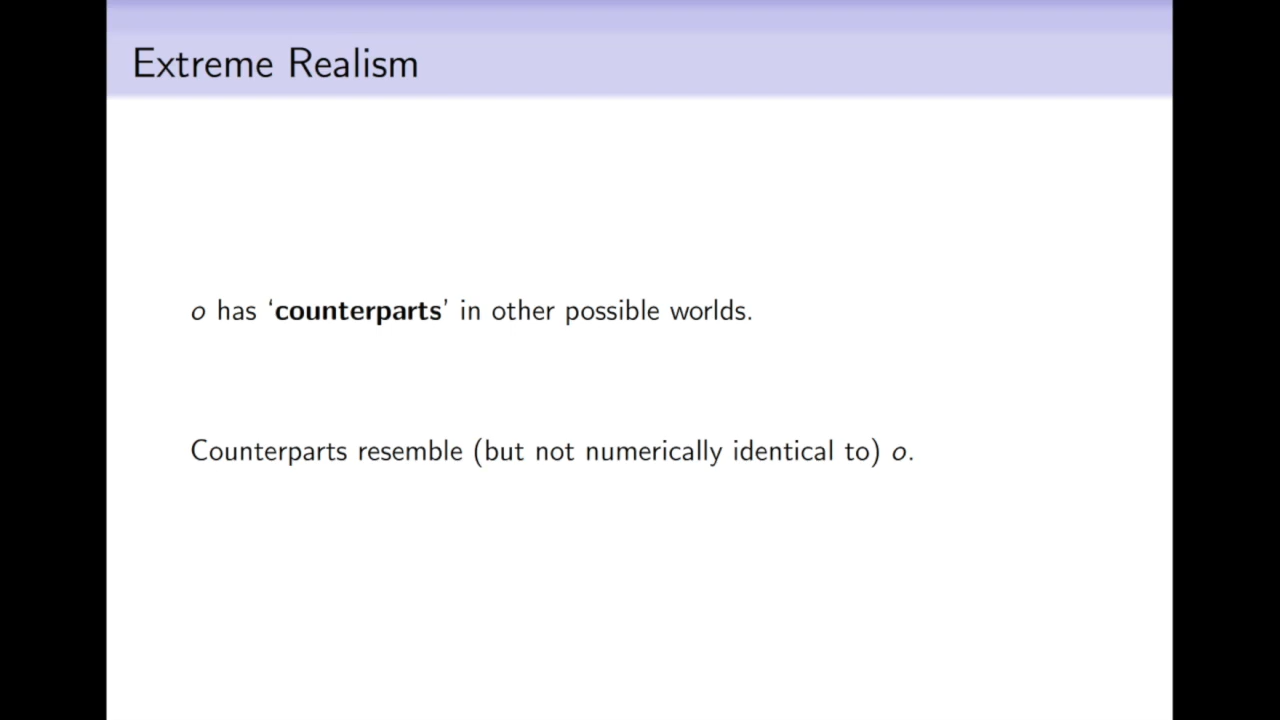 Extreme Realism
o has ‘counterparts’ in other possible worlds.
Counterparts resemble (but not numerically identical to) o.